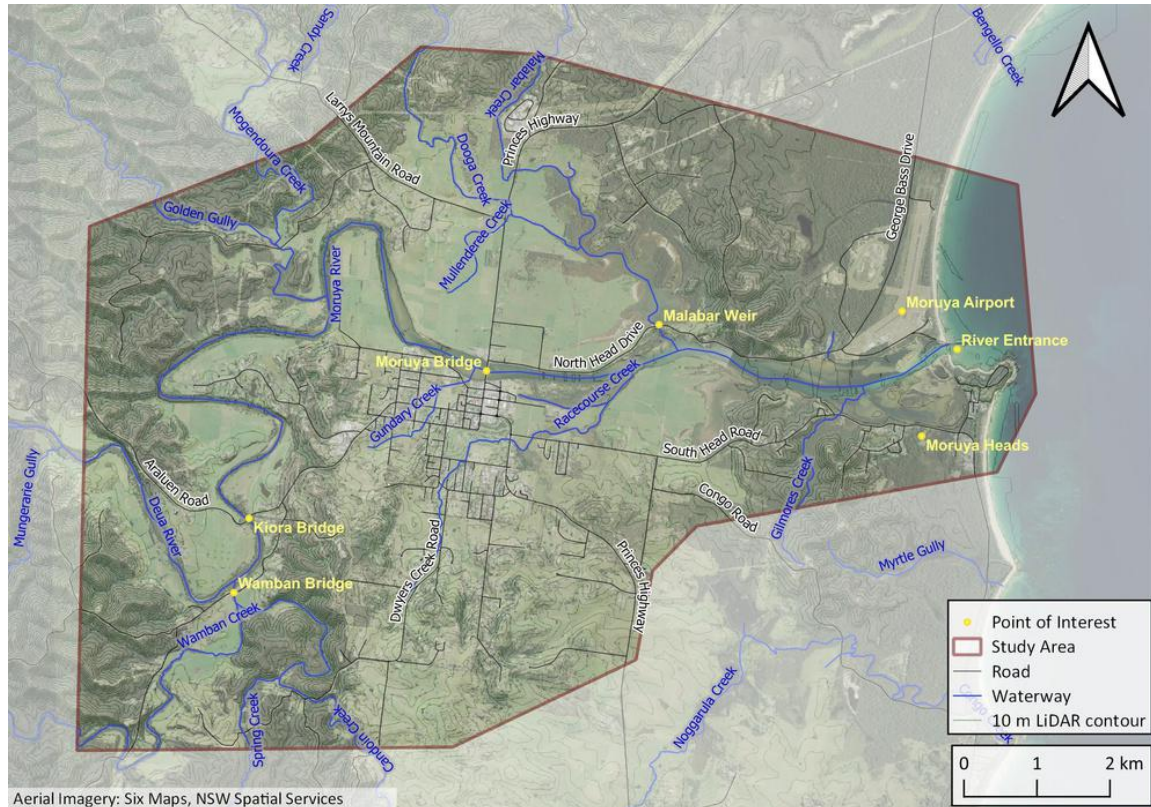 Sandy Creek
Bengello Creek
Malabar Creek
Larrys Mountain Road
Princes Highway
Mogendoura Creek
Dooga Creek
George Bass Drive
Golden Gully
Mullenderee Creek
Moruya River
Moruya Airport
Malabar Weir
River Entrance
North Head Drive
Moruya Bridge
Racecourse Creek
Gundary Creek
South Head Road
Moruya Heads
Mungerarie Gully
Araluen Road
Congo Road
Gilmores Creek
Deua River
Kiora Bridge
Myrtle Gully
Dwyers Creek Road
Princes Highway
Wamban Bridge
Wamban Creek
Noggarula Creek
Spring Creek
Candoin Creek
Point of Interest
Study Area
Road
Waterway
10 m LiDAR contour
0 1 2 km
Aerial Imagery: Six Maps, NSW Spatial Services